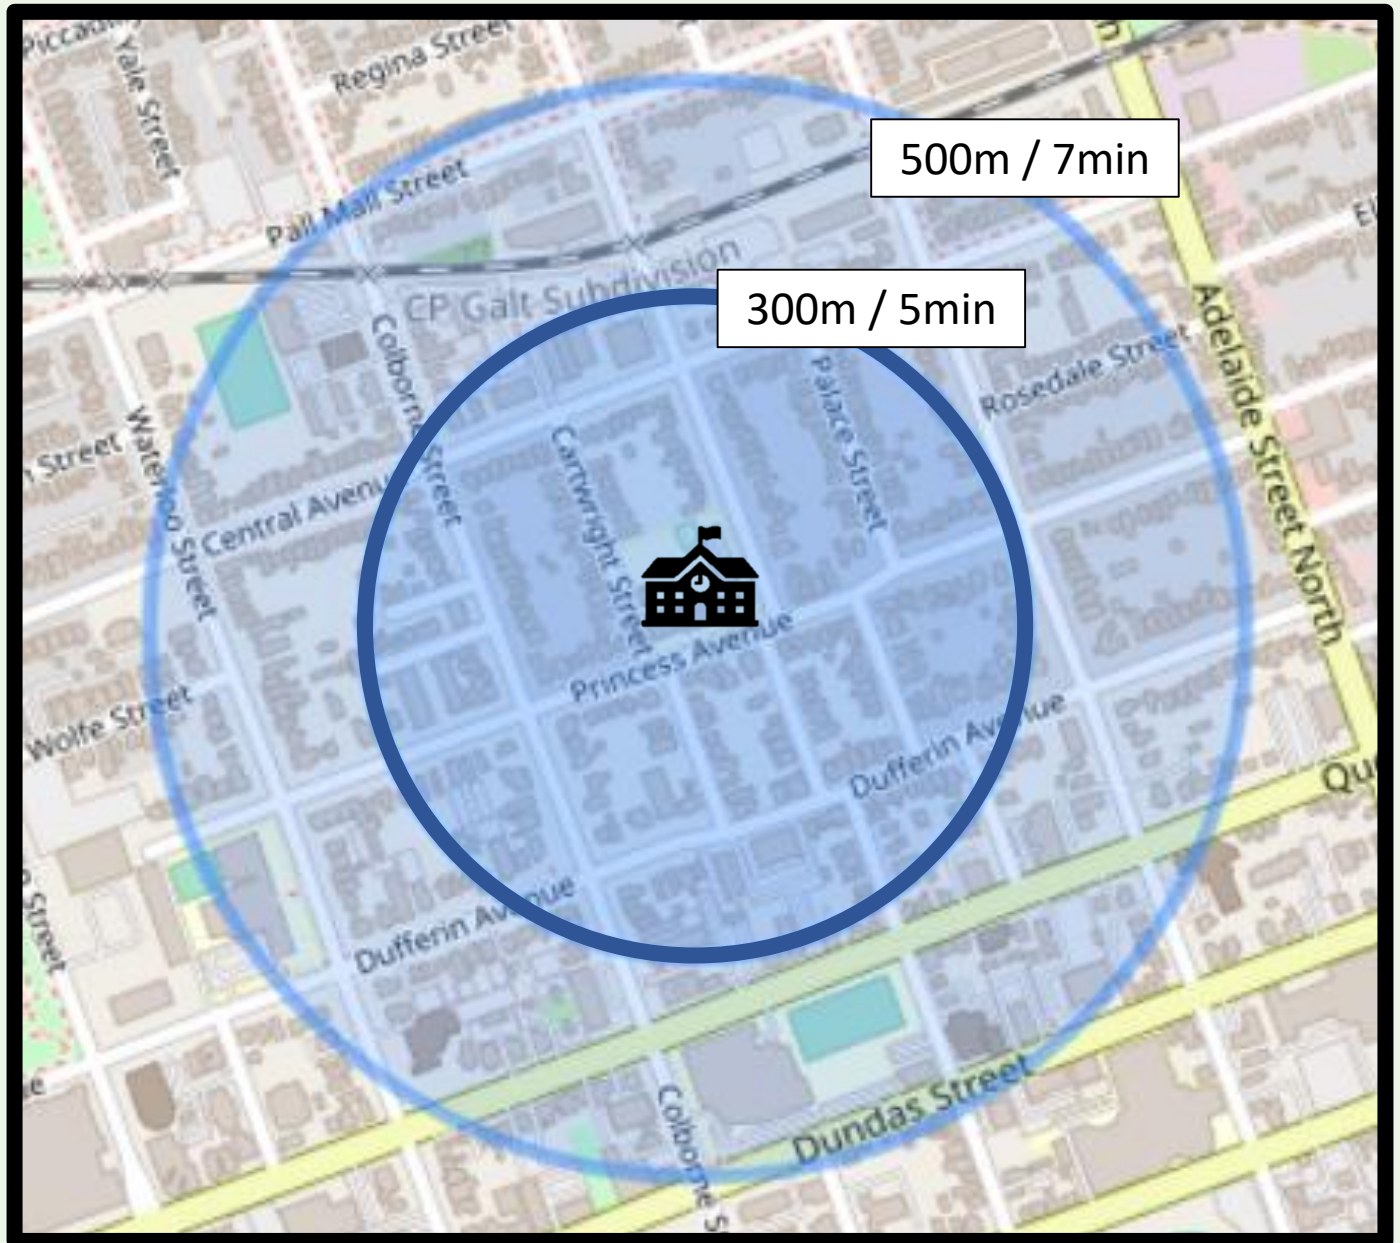 Yale Street
Regina Street
Pall Mall Street
500m / 7min
CP Galt Subdivision
300m / 5min
Colborne Street
Palace Street
Rosedale Street
Adelaide Street North
Street
Waterloo Street
Cartwright Street
Central Avenu
Princess Avenue
Wolfe Street
Dufferin Avenue
Qu
Dufferin Avenue
Street
Dundas Street
Colborne S